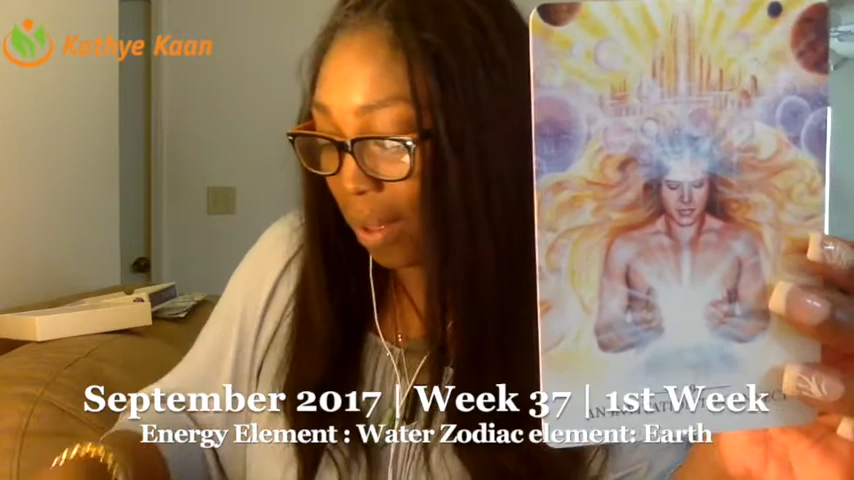 Kathye Kaan
September 2017 | Week 37 | 1st Week
Energy Element : Water Zodiac element: Earth